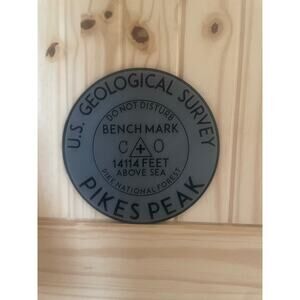 U.S. GEOLOGICAL SURVEY
DO NOT DISTURB
BENCH MARK
C O
14114 FEET
ABOVE SEA
PIKE NATIONAL FOREST
PIKES PEAK